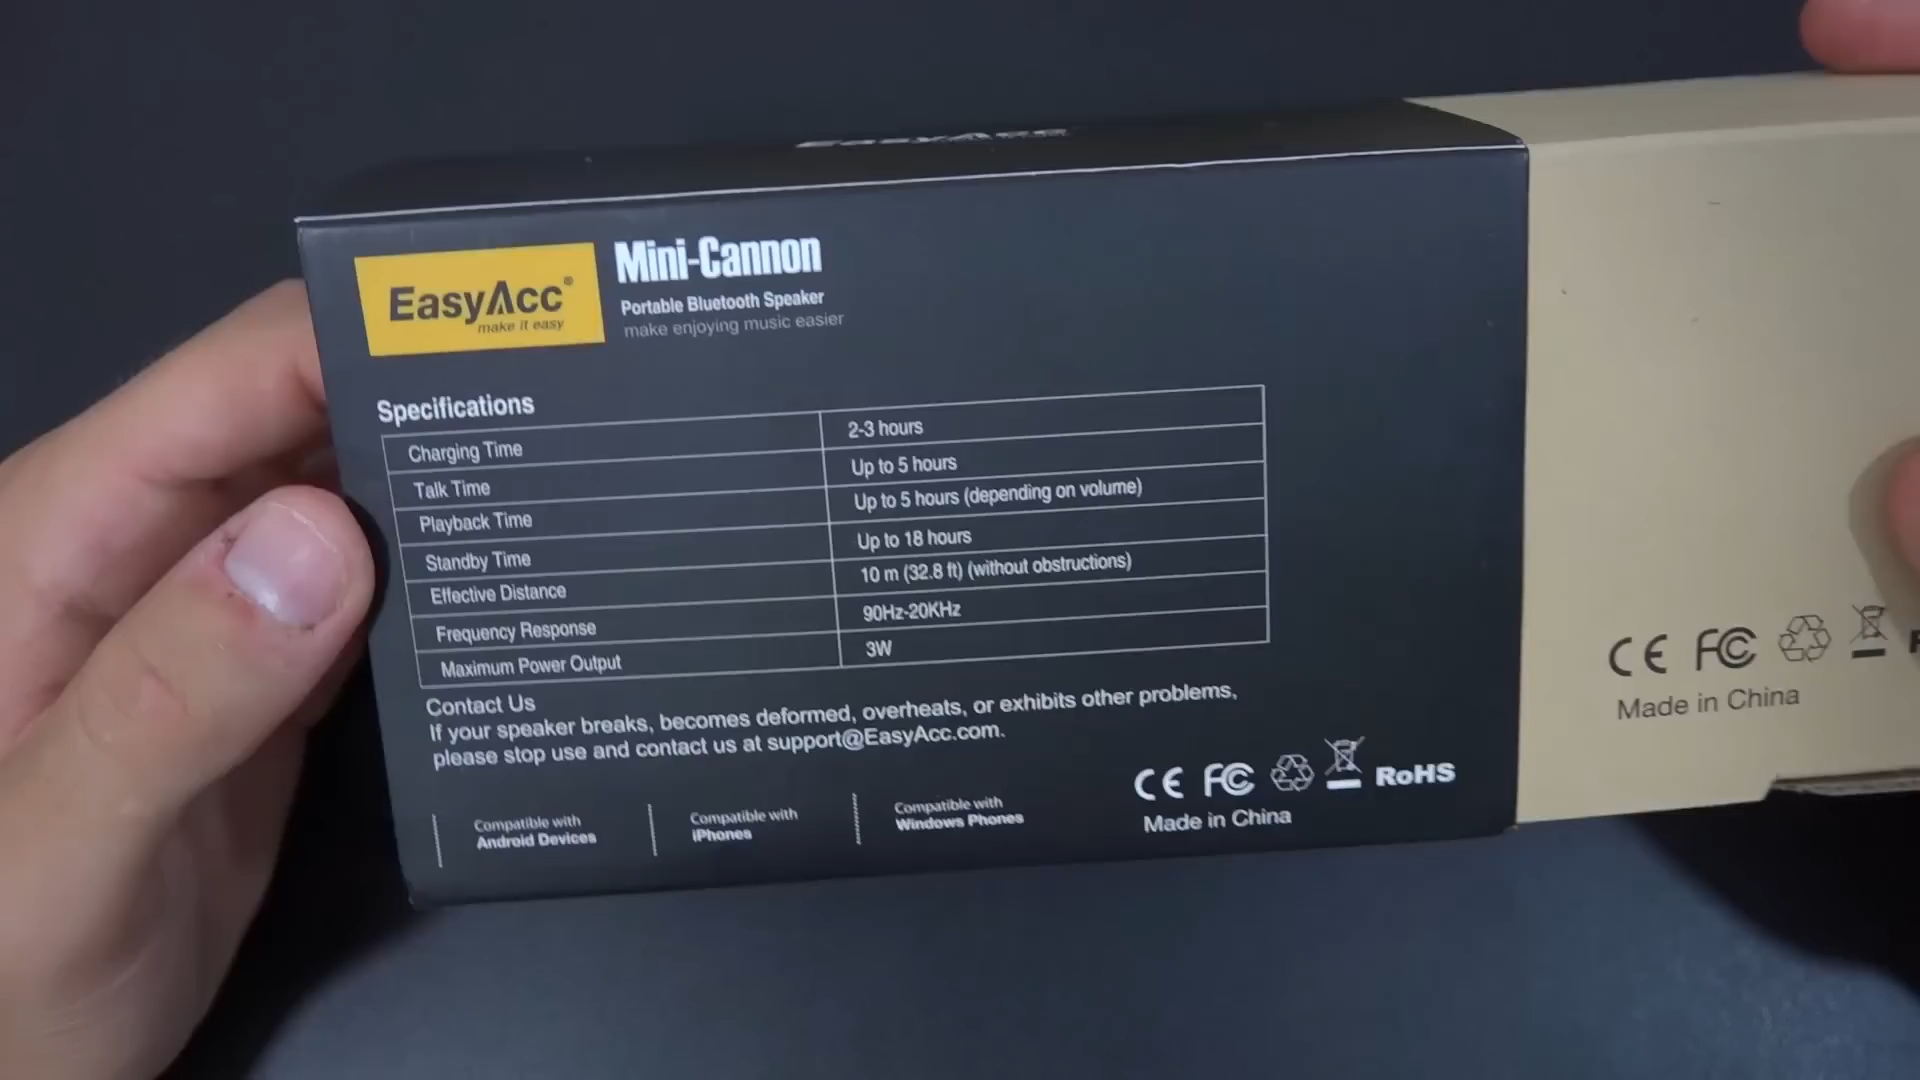 EasyAcc
EasyAcc®
make it easy
Mini-Cannon
Portable Bluetooth Speaker
make enjoying music easier
Specifications
Charging Time 2-3 hours
Talk Time Up to 5 hours
Playback Time Up to 5 hours (depending on volume)
Standby Time Up to 18 hours
Effective Distance 10 m (32.8 ft) (without obstructions)
Frequency Response 90Hz-20KHz
Maximum Power Output 3W
Contact Us
If your speaker breaks, becomes deformed, overheats, or exhibits other problems,
please stop use and contact us at support@EasyAcc.com.
Compatible with
Android Devices
Compatible with
iPhones
Compatible with
Windows Phones
CE FC RoHS
Made in China
CE FC
Made in China